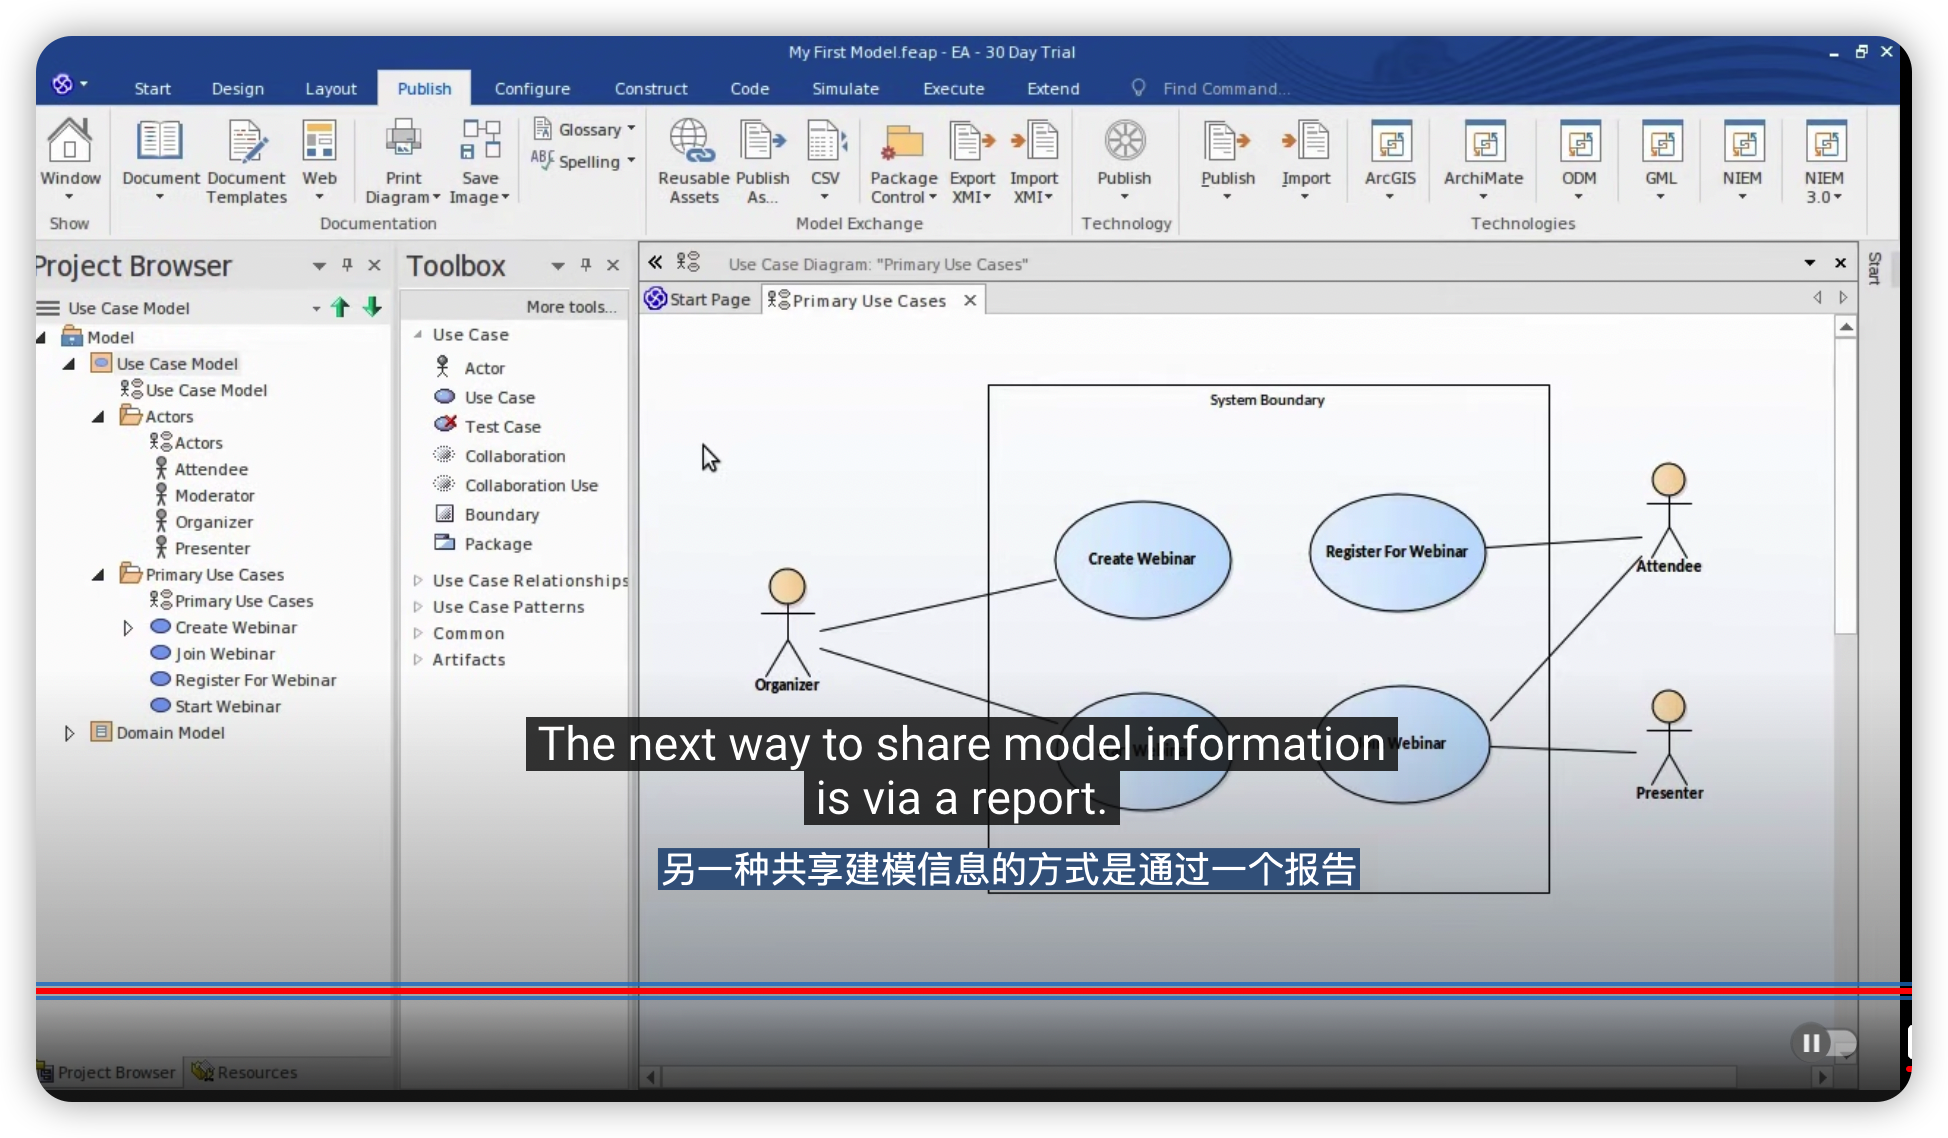 My First Model.feap - EA - 30 Day Trial
Start Design Layout Publish Configure Construct Code Simulate Execute Extend Find Command...
Window
Document
Document Templates
Web
Print Diagram
Save Image
Glossary
ABC Spelling
Reusable Assets
Publish As...
CSV
Package Control
Export XMI
Import XMI
Publish
Publish
Import
ArcGIS
ArchiMate
ODM
GML
NIEM
NIEM 3.0
Show
Documentation
Model Exchange
Technology
Technologies
Project Browser
Use Case Model
Model
Use Case Model
Use Case Model
Actors
Actors
Attendee
Moderator
Organizer
Presenter
Primary Use Cases
Primary Use Cases
Create Webinar
Join Webinar
Register For Webinar
Start Webinar
Domain Model
Project Browser
Resources
Toolbox
More tools...
Use Case
Actor
Use Case
Test Case
Collaboration
Collaboration Use
Boundary
Package
Use Case Relationships
Use Case Patterns
Common
Artifacts
Use Case Diagram: "Primary Use Cases"
Start Page
Primary Use Cases
Start
System Boundary
Create Webinar
Register For Webinar
Attendee
Organizer
Webinar
Presenter
The next way to share model information
is via a report.
另一种共享建模信息的方式是通过一个报告